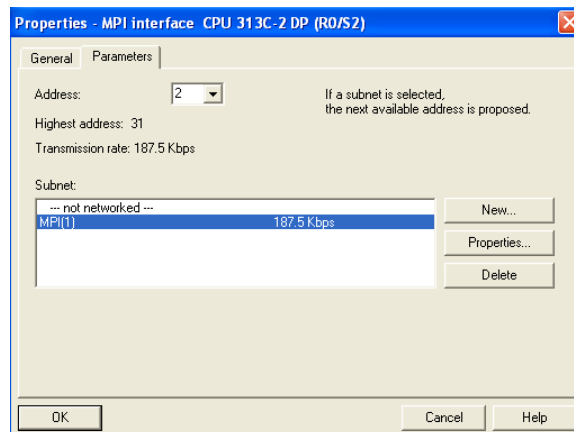 Properties - MPI interface CPU 313C-2 DP (R0/S2)
General Parameters
Address: 2
If a subnet is selected,
the next available address is proposed.
Highest address: 31
Transmission rate: 187.5 Kbps
Subnet:
--- not networked ---
MPI(1) 187.5 Kbps
New...
Properties...
Delete
OK Cancel Help